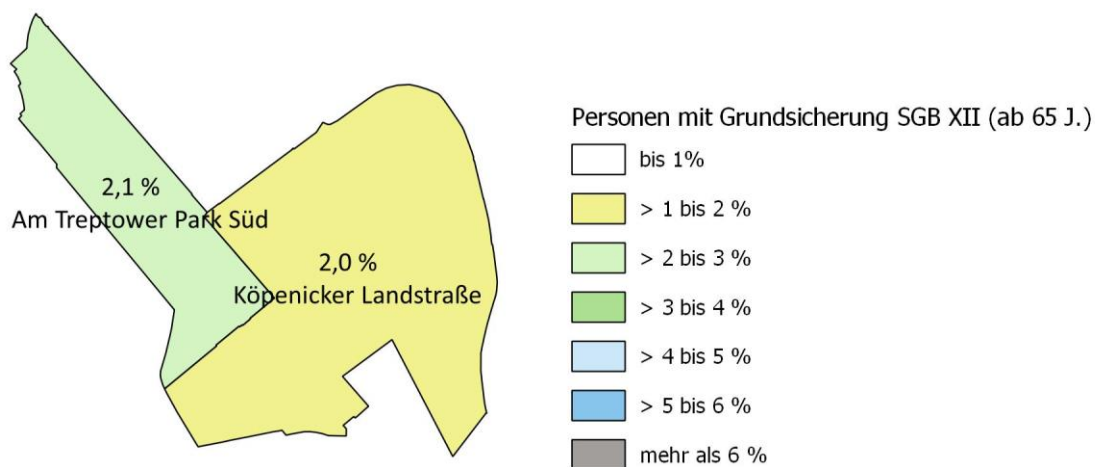 2,1 %
Am Treptower Park Süd
2,0 %
Köpenicker Landstraße
Personen mit Grundsicherung SGB XII (ab 65 J.)
bis 1%
> 1 bis 2 %
> 2 bis 3 %
> 3 bis 4 %
> 4 bis 5 %
> 5 bis 6 %
mehr als 6 %